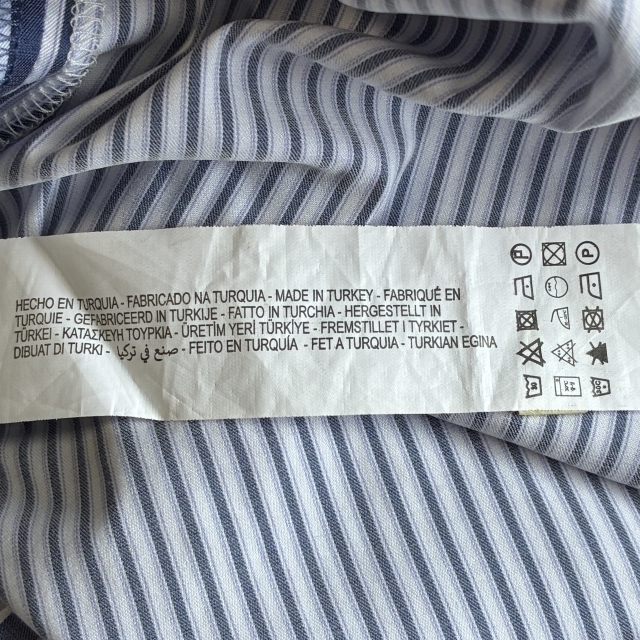 HECHO EN TURQUIA - FABRICADO NA TURQUIA - MADE IN TURKEY - FABRIQUÉ EN
TURQUIE - GEFABRICEERD IN TURKIJE - FATTO IN TURCHIA - HERGESTELLT IN
TÜRKEI - ΚΑΤΑΣΚΕΥΗ ΤΟΥΡΚΙΑ - ÜRETİM YERİ TÜRKİYE - FREMSTILLET I TYRKIET -
DIBUAT DI TURKI - صنع في تركيا - FEITO EN TURQUÍA - FET A TURQUIA - TURKIAN EGINA